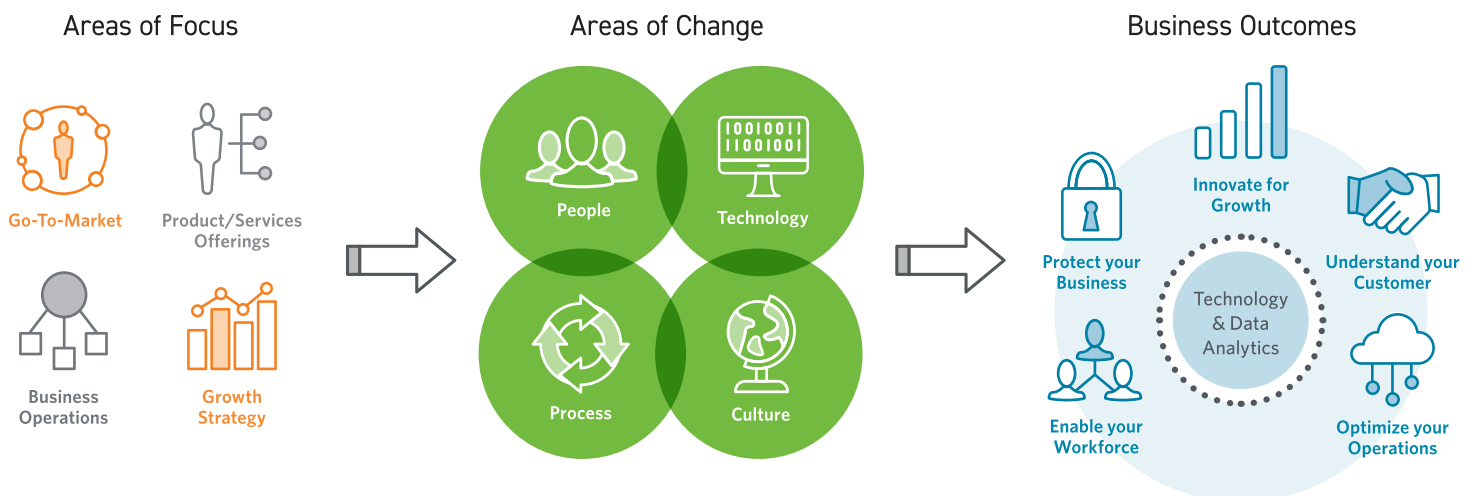 Areas of Focus
Go-To-Market
Product/Services
Offerings
Business
Operations
Growth
Strategy
Areas of Change
People
10010011
11001001
Technology
Process
Culture
Business Outcomes
Innovate for
Growth
Protect your
Business
Understand your
Customer
Technology
& Data
Analytics
Enable your
Workforce
Optimize your
Operations